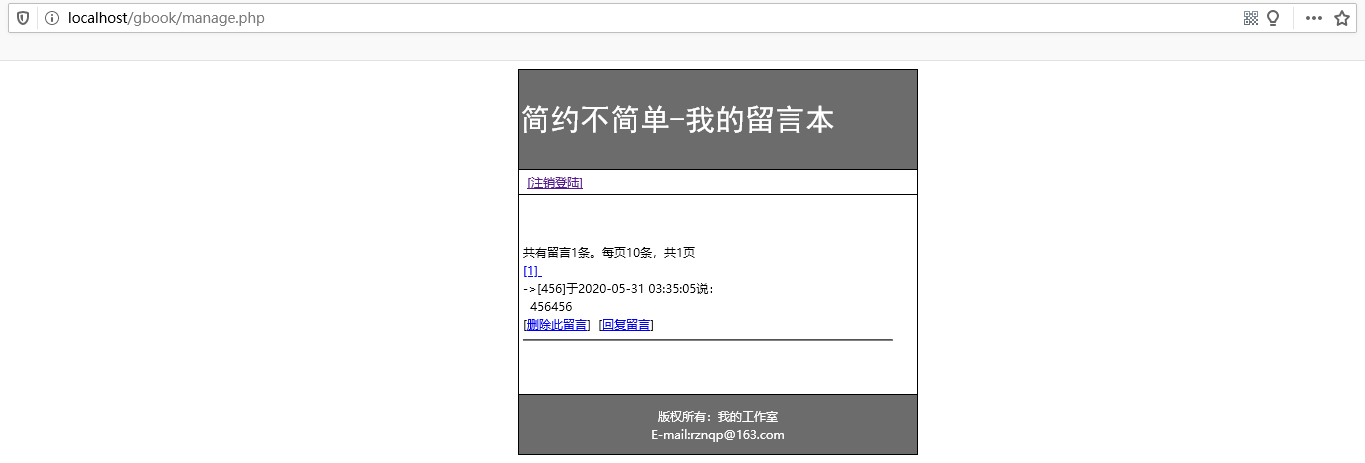 localhost/gbook/manage.php
简约不简单-我的留言本
[注销登陆]
共有留言1条。每页10条，共1页
[1]
->[456]于2020-05-31 03:35:05说：
456456
[删除此留言] [回复留言]
版权所有：我的工作室
E-mail:rznqp@163.com